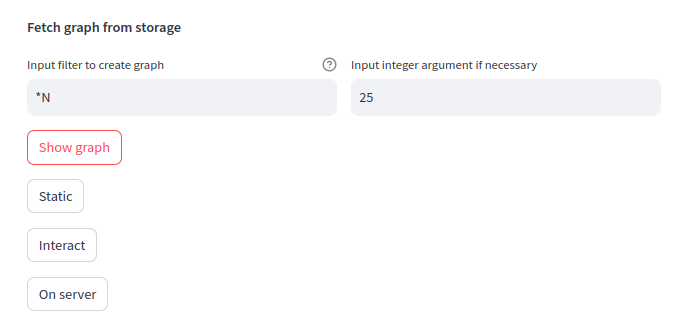 Fetch graph from storage
Input filter to create graph
Input integer argument if necessary
*N
25
Show graph
Static
Interact
On server